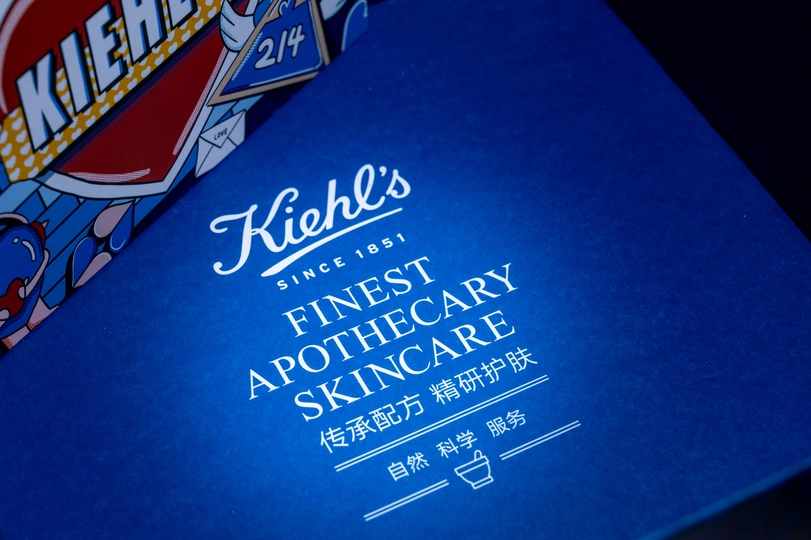 KIEHL
2/4
LOVE
Kiehl's
SINCE 1851
FINEST
APOTHECARY
SKINCARE
传承配方 精研护肤
自然 科学 服务